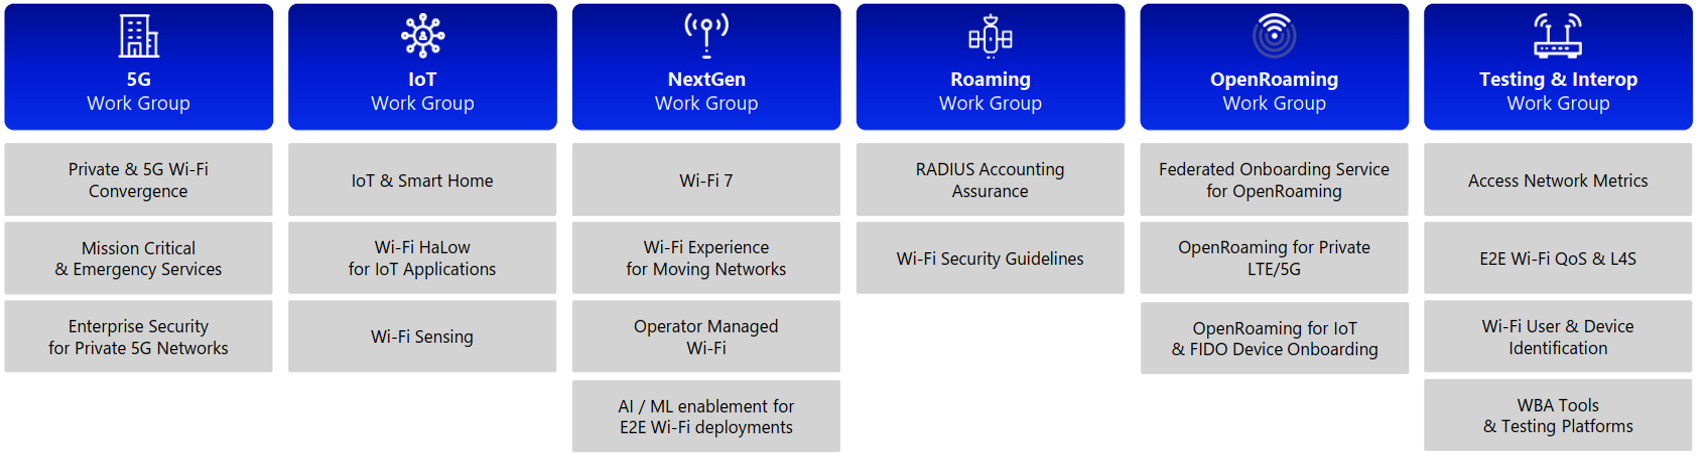 5G
Work Group
Private & 5G Wi-Fi
Convergence
Mission Critical
& Emergency Services
Enterprise Security
for Private 5G Networks
IoT
Work Group
IoT & Smart Home
Wi-Fi HaLow
for IoT Applications
Wi-Fi Sensing
NextGen
Work Group
Wi-Fi 7
Wi-Fi Experience
for Moving Networks
Operator Managed
Wi-Fi
AI / ML enablement for
E2E Wi-Fi deployments
Roaming
Work Group
RADIUS Accounting
Assurance
Wi-Fi Security Guidelines
OpenRoaming
Work Group
Federated Onboarding Service
for OpenRoaming
OpenRoaming for Private
LTE/5G
OpenRoaming for IoT
& FIDO Device Onboarding
Testing & Interop
Work Group
Access Network Metrics
E2E Wi-Fi QoS & L4S
Wi-Fi User & Device
Identification
WBA Tools
& Testing Platforms